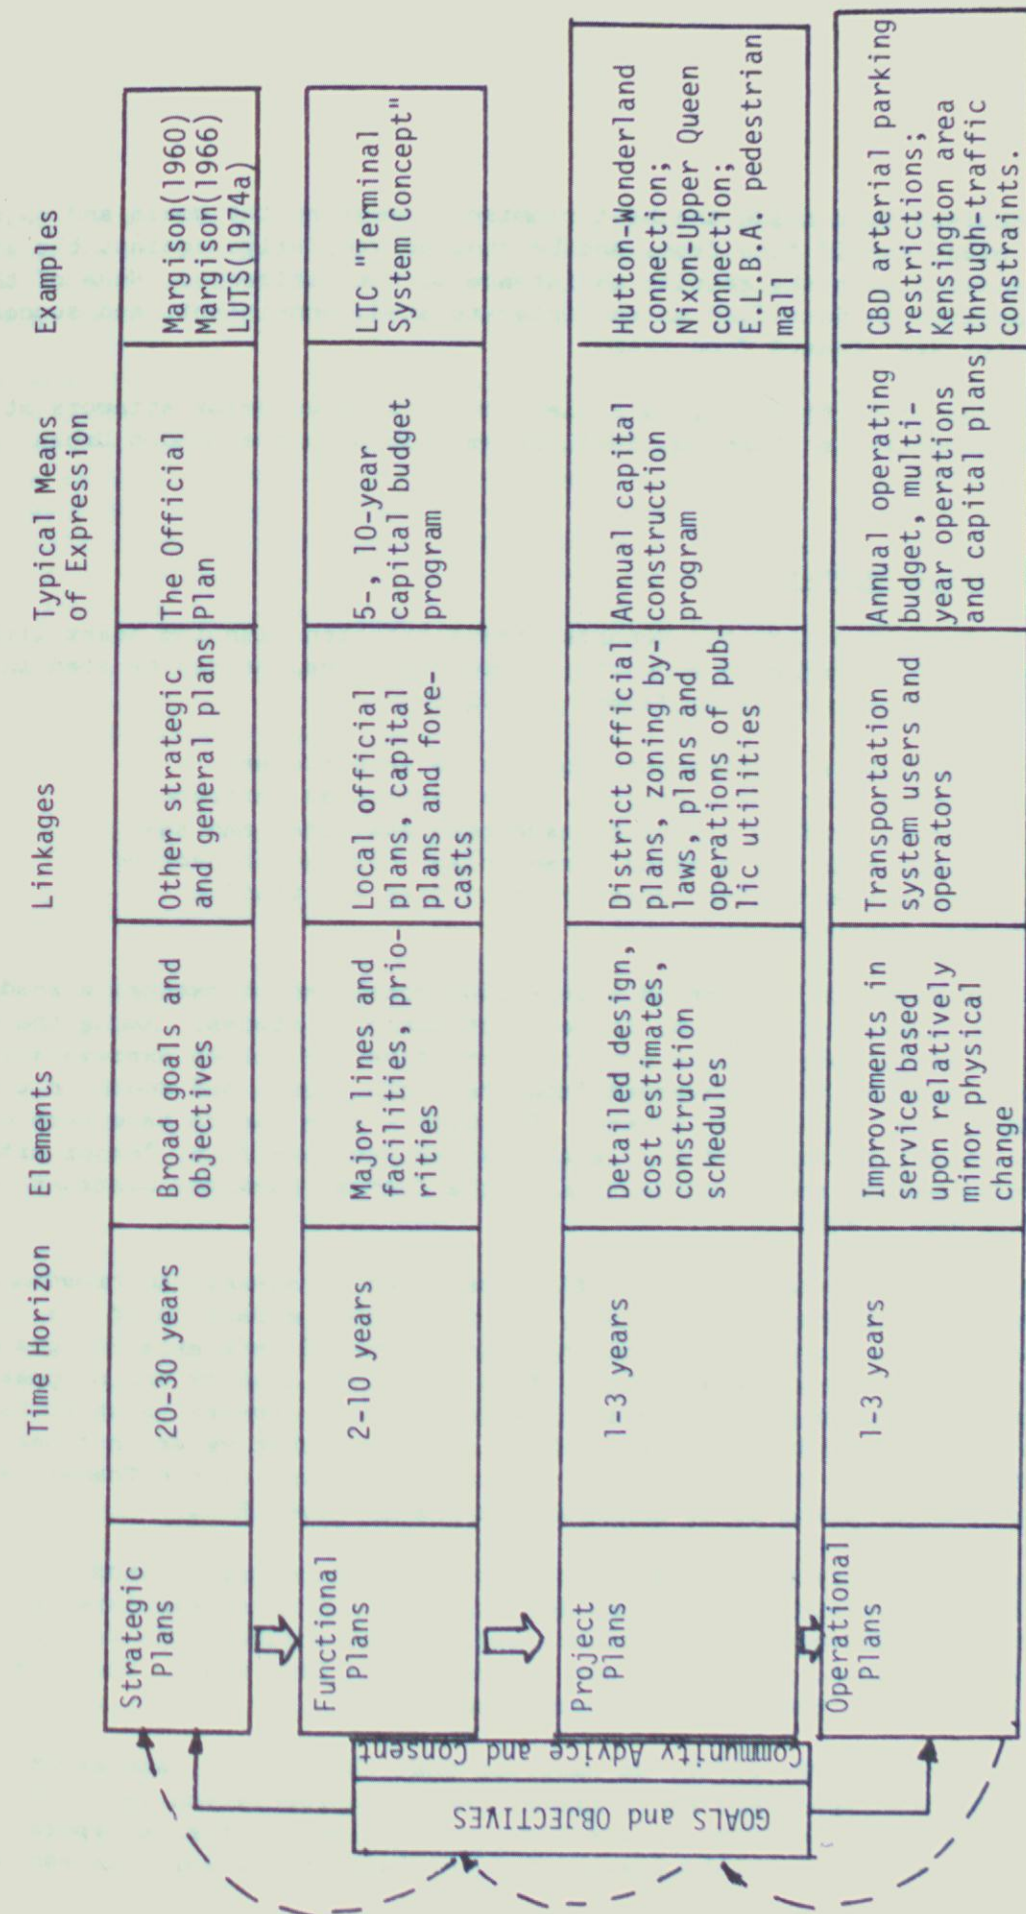 Time Horizon
Elements
Linkages
Typical Means
of Expression
Examples
Strategic
Plans
20-30 years
Broad goals and
objectives
Other strategic
and general plans
The Official
Plan
Margison(1960)
Margison(1966)
LUTS(1974a)
Functional
Plans
2-10 years
Major lines and
facilities, prio-
rities
Local official
plans, capital
plans and fore-
casts
5-, 10-year
capital budget
program
LTC "Terminal
System Concept"
Project
Plans
1-3 years
Detailed design,
cost estimates,
construction
schedules
District official
plans, zoning by-
laws, plans and
operations of pub-
lic utilities
Annual capital
construction
program
Hutton-Wonderland
connection;
Nixon-Upper Queen
connection;
E.L.B.A. pedestrian
mall
Operational
Plans
1-3 years
Improvements in
service based
upon relatively
minor physical
change
Transportation
system users and
operators
Annual operating
budget, multi-
year operations
and capital plans
CBD arterial parking
restrictions;
Kensington area
through-traffic
constraints.
Community Advice and Consent
GOALS and OBJECTIVES